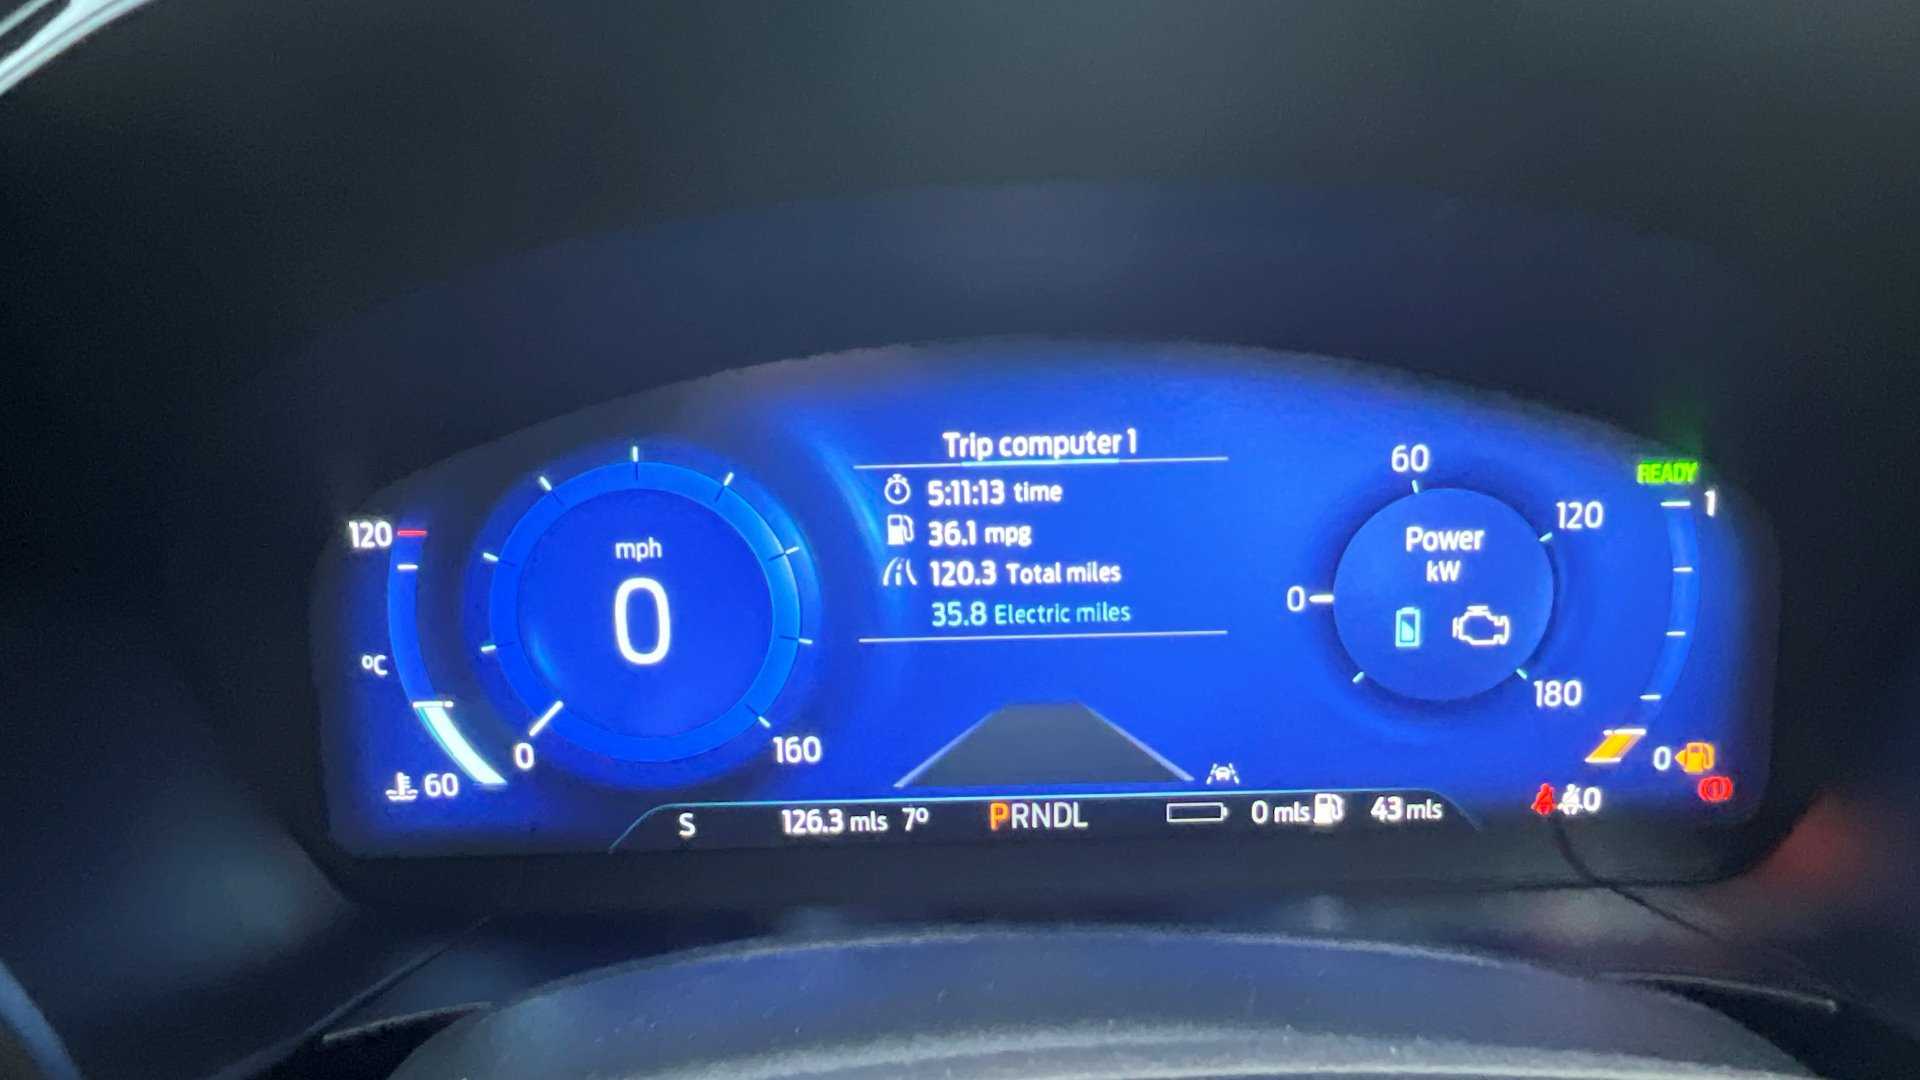 Trip computer 1
5:11:13 time
36.1 mpg
120.3 Total miles
35.8 Electric miles
120
°C
60
mph
0
0
160
60
120
Power
kW
0
180
READY
1
0
S 126.3 mls 7° PRNDL 0 mls 43 mls
0